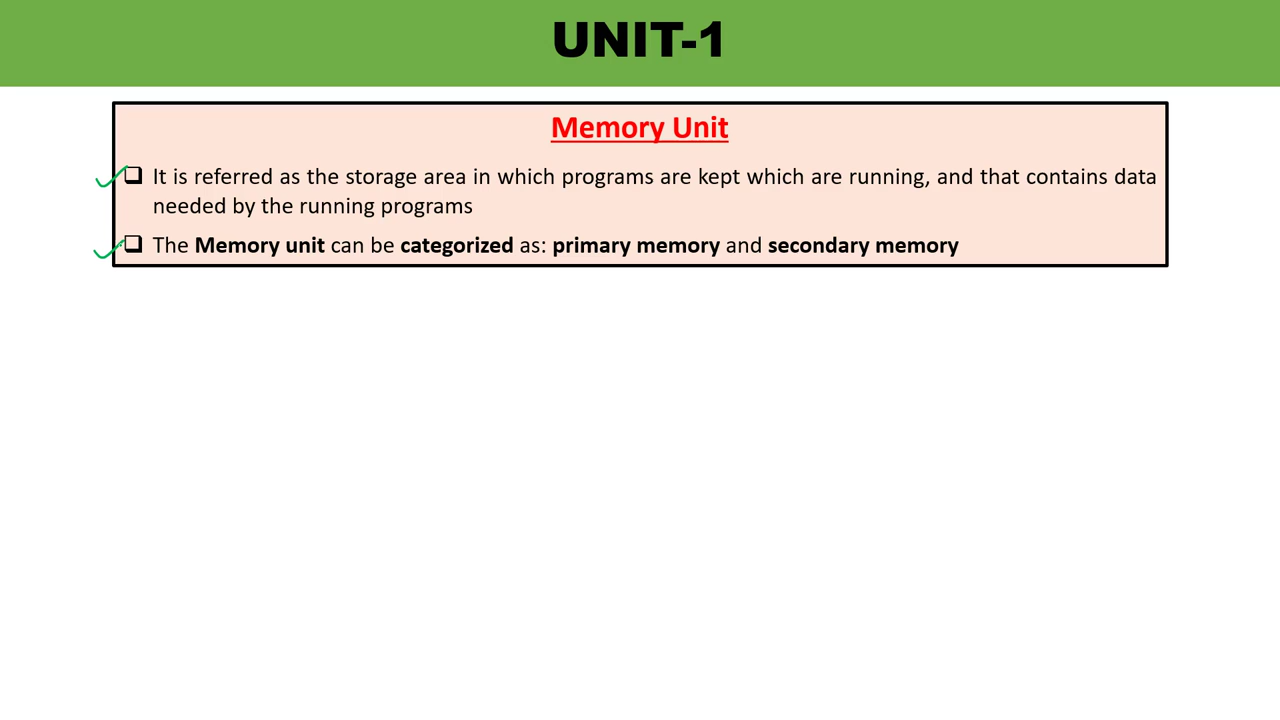 UNIT-1
Memory Unit
It is referred as the storage area in which programs are kept which are running, and that contains data
needed by the running programs
The Memory unit can be categorized as: primary memory and secondary memory